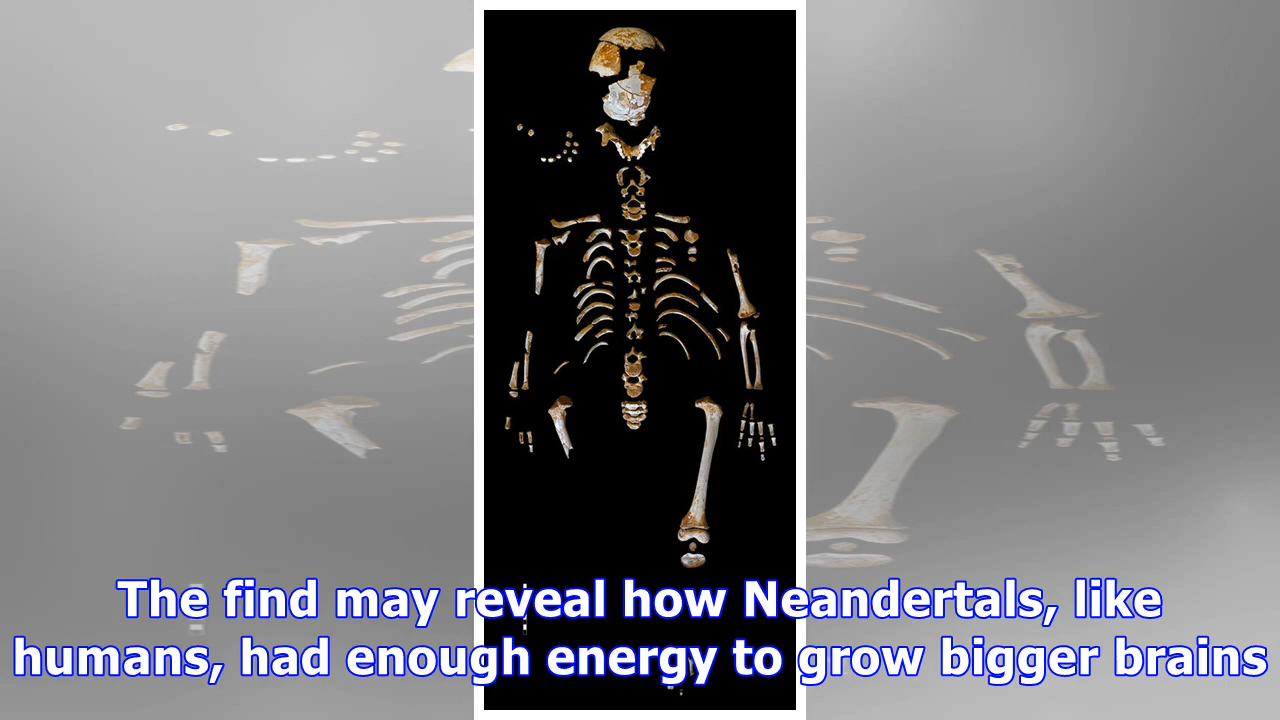 The find may reveal how Neandertals, like
humans, had enough energy to grow bigger brains